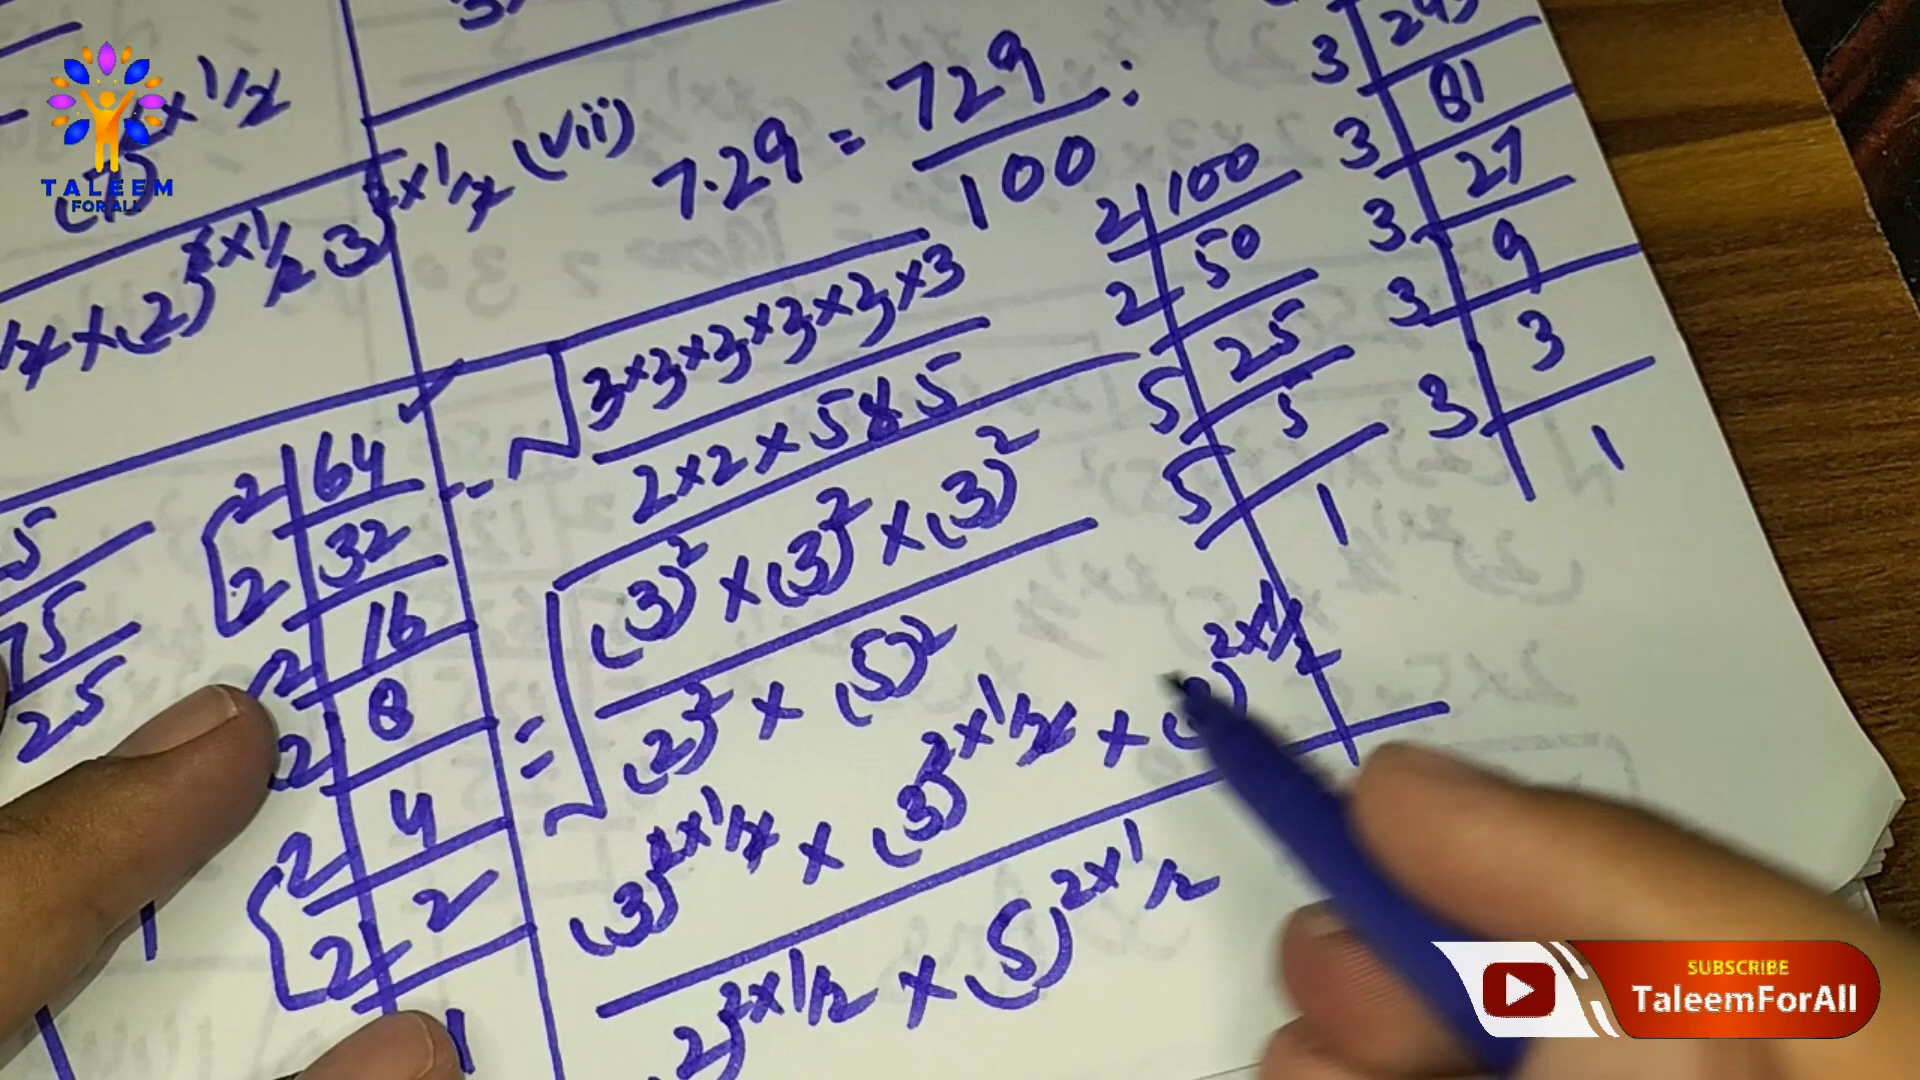 TALEEM
FOR ALL
(vii) 7.29 = 729/100 :
= √(3×3×3×3×3×3 / 2×2×5×5)
= √((3)² × (3)² × (3)² / (2)² × (5)²)
(3)^2×1/2 × (3)^2×1/2 × (3)^2×1/2
(2)^2×1/2 × (5)^2×1/2
2 | 100
2 | 50
5 | 25
5 | 5
1
243
3 | 81
3 | 27
3 | 9
3 | 3
1
2 | 64
2 | 32
2 | 16
2 | 8
2 | 4
2 | 2
1
5
75
25
SUBSCRIBE
TaleemForAll